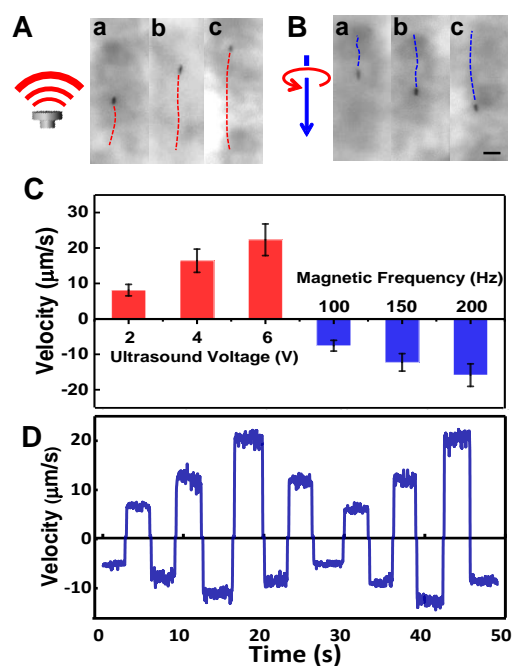 A
a
b
c
B
a
b
c
C
Velocity (μm/s)
30
20
10
0
-10
-20
2
4
6
Ultrasound Voltage (V)
Magnetic Frequency (Hz)
100
150
200
D
Velocity (μm/s)
20
10
0
-10
0
10
20
30
40
50
Time (s)